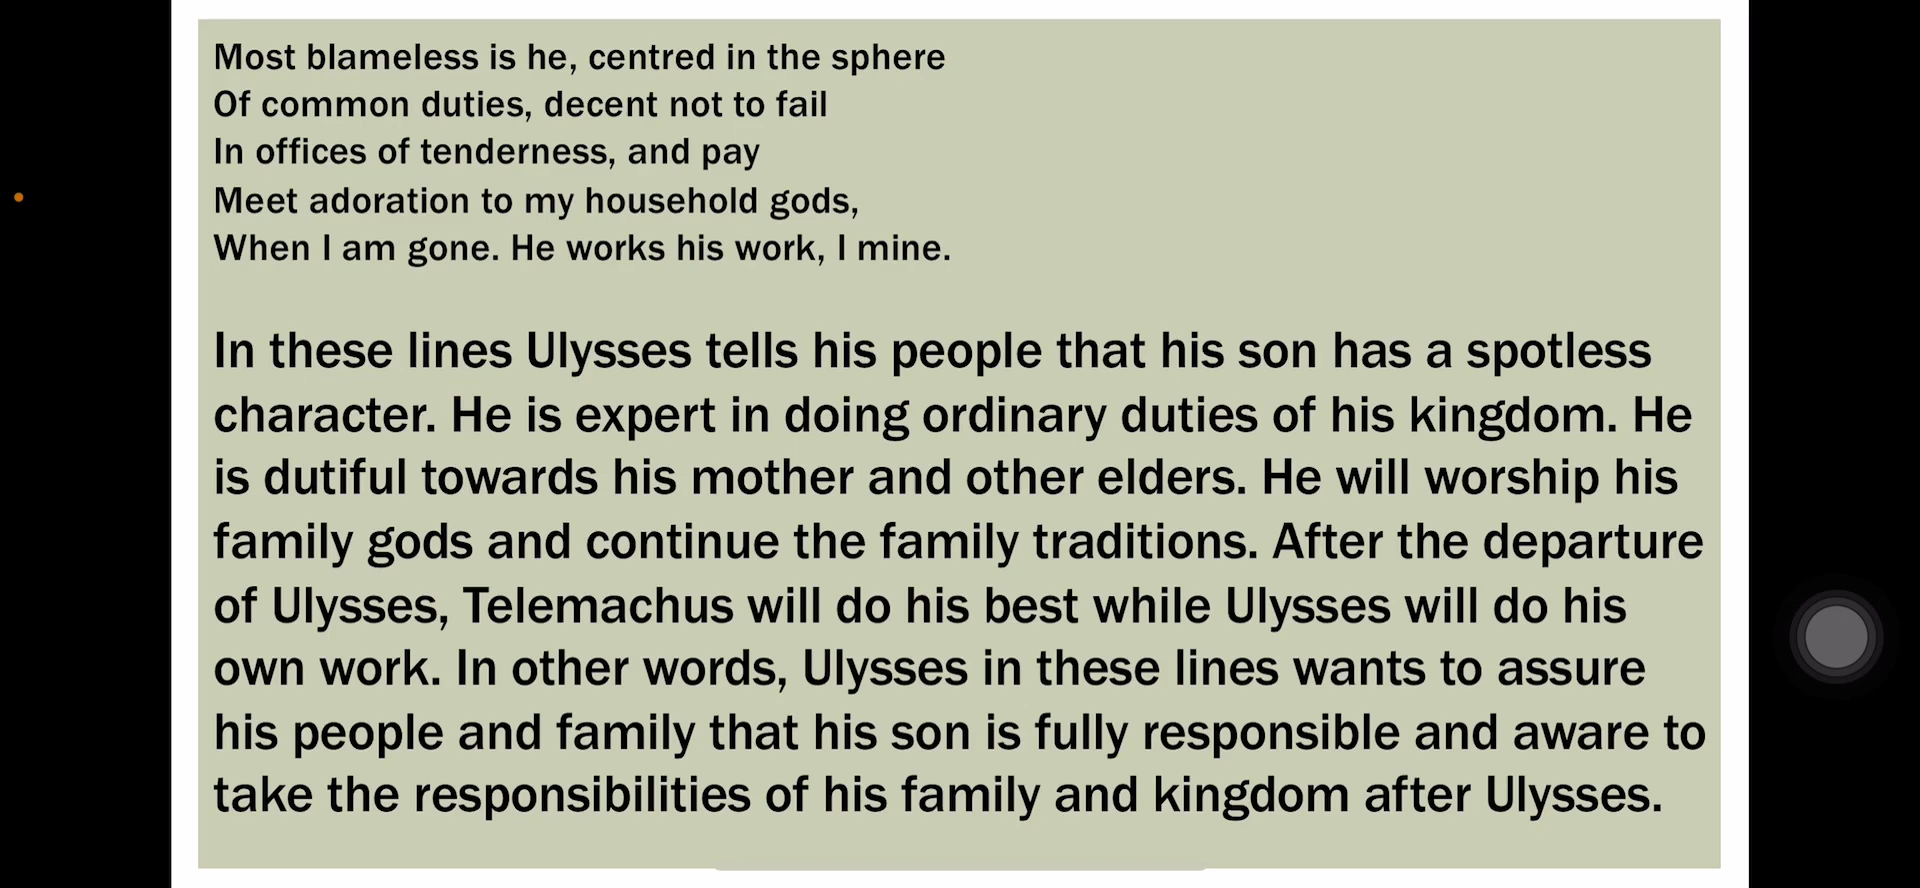 Most blameless is he, centred in the sphere
Of common duties, decent not to fail
In offices of tenderness, and pay
Meet adoration to my household gods,
When I am gone. He works his work, I mine.
In these lines Ulysses tells his people that his son has a spotless
character. He is expert in doing ordinary duties of his kingdom. He
is dutiful towards his mother and other elders. He will worship his
family gods and continue the family traditions. After the departure
of Ulysses, Telemachus will do his best while Ulysses will do his
own work. In other words, Ulysses in these lines wants to assure
his people and family that his son is fully responsible and aware to
take the responsibilities of his family and kingdom after Ulysses.